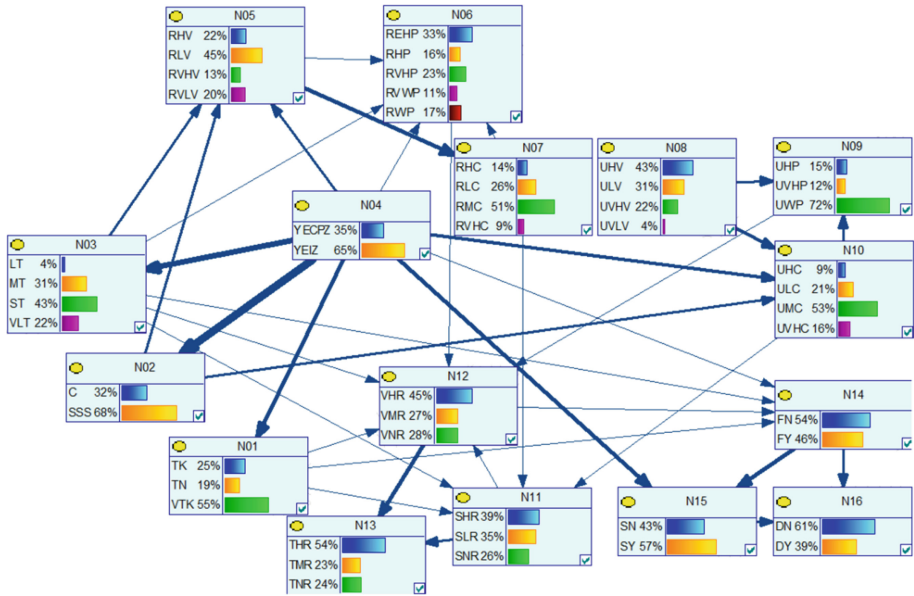 N05
RHV 22%
RLV 45%
RVHV 13%
RVLV 20%
N06
REHP 33%
RHP 16%
RVHP 23%
RVWP 11%
RWP 17%
N07
RHC 14%
RLC 26%
RMC 51%
RVHC 9%
N08
UHV 43%
ULV 31%
UVHV 22%
UVLV 4%
N09
UHP 15%
UVHP 12%
UWP 72%
N04
YECPZ 35%
YEIZ 65%
N03
LT 4%
MT 31%
ST 43%
VLT 22%
N10
UHC 9%
ULC 21%
UMC 53%
UVHC 16%
N02
C 32%
SSS 68%
N12
VHR 45%
VMR 27%
VNR 28%
N14
FN 54%
FY 46%
N01
TK 25%
TN 19%
VTK 55%
N11
SHR 39%
SLR 35%
SNR 26%
N15
SN 43%
SY 57%
N16
DN 61%
DY 39%
N13
THR 54%
TMR 23%
TNR 24%